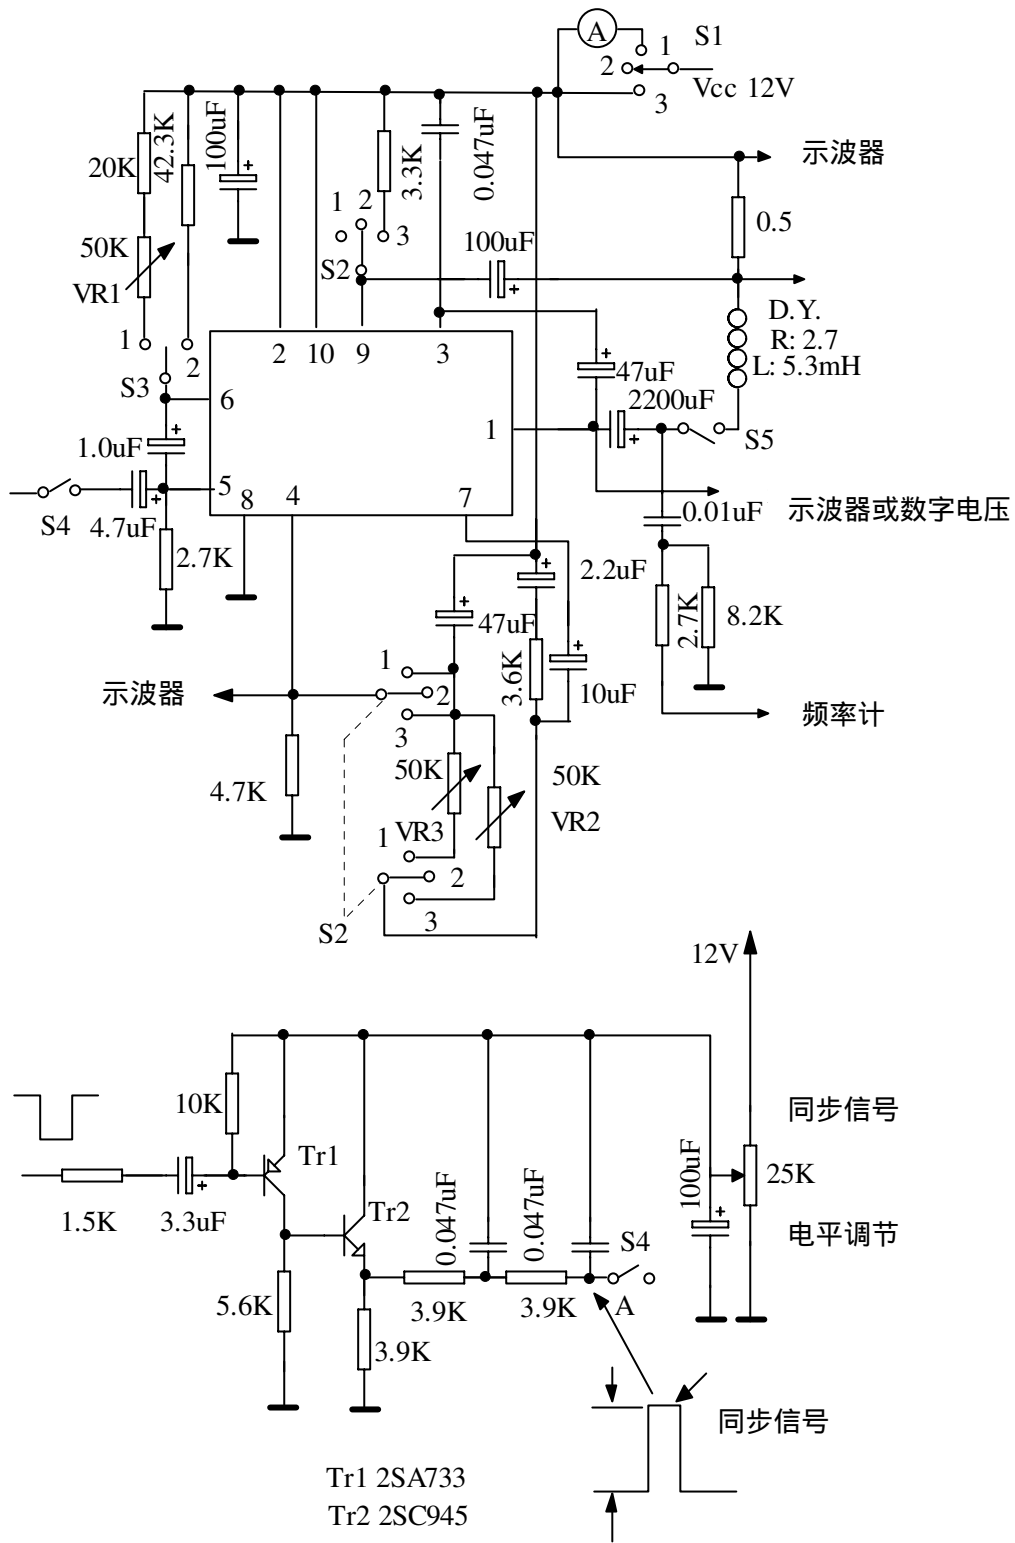 A
1
S1
2
Vcc 12V
3
示波器
20K
42.3K
100uF
3.3K
0.047uF
1
2
3
S2
100uF
0.5
50K
VR1
D.Y.
R: 2.7
L: 5.3mH
1
2
S3
2
10
9
3
6
1
47uF
2200uF
S5
1.0uF
5
8
4
7
S4
4.7uF
2.7K
0.01uF
示波器或数字电压
2.2uF
47uF
3.6K
10uF
2.7K
8.2K
1
2
3
示波器
频率计
4.7K
50K
VR3
50K
VR2
1
2
3
S2
12V
10K
Tr1
Tr2
1.5K
3.3uF
0.047uF
0.047uF
S4
100uF
同步信号
25K
电平调节
5.6K
3.9K
3.9K
3.9K
A
同步信号
Tr1 2SA733
Tr2 2SC945